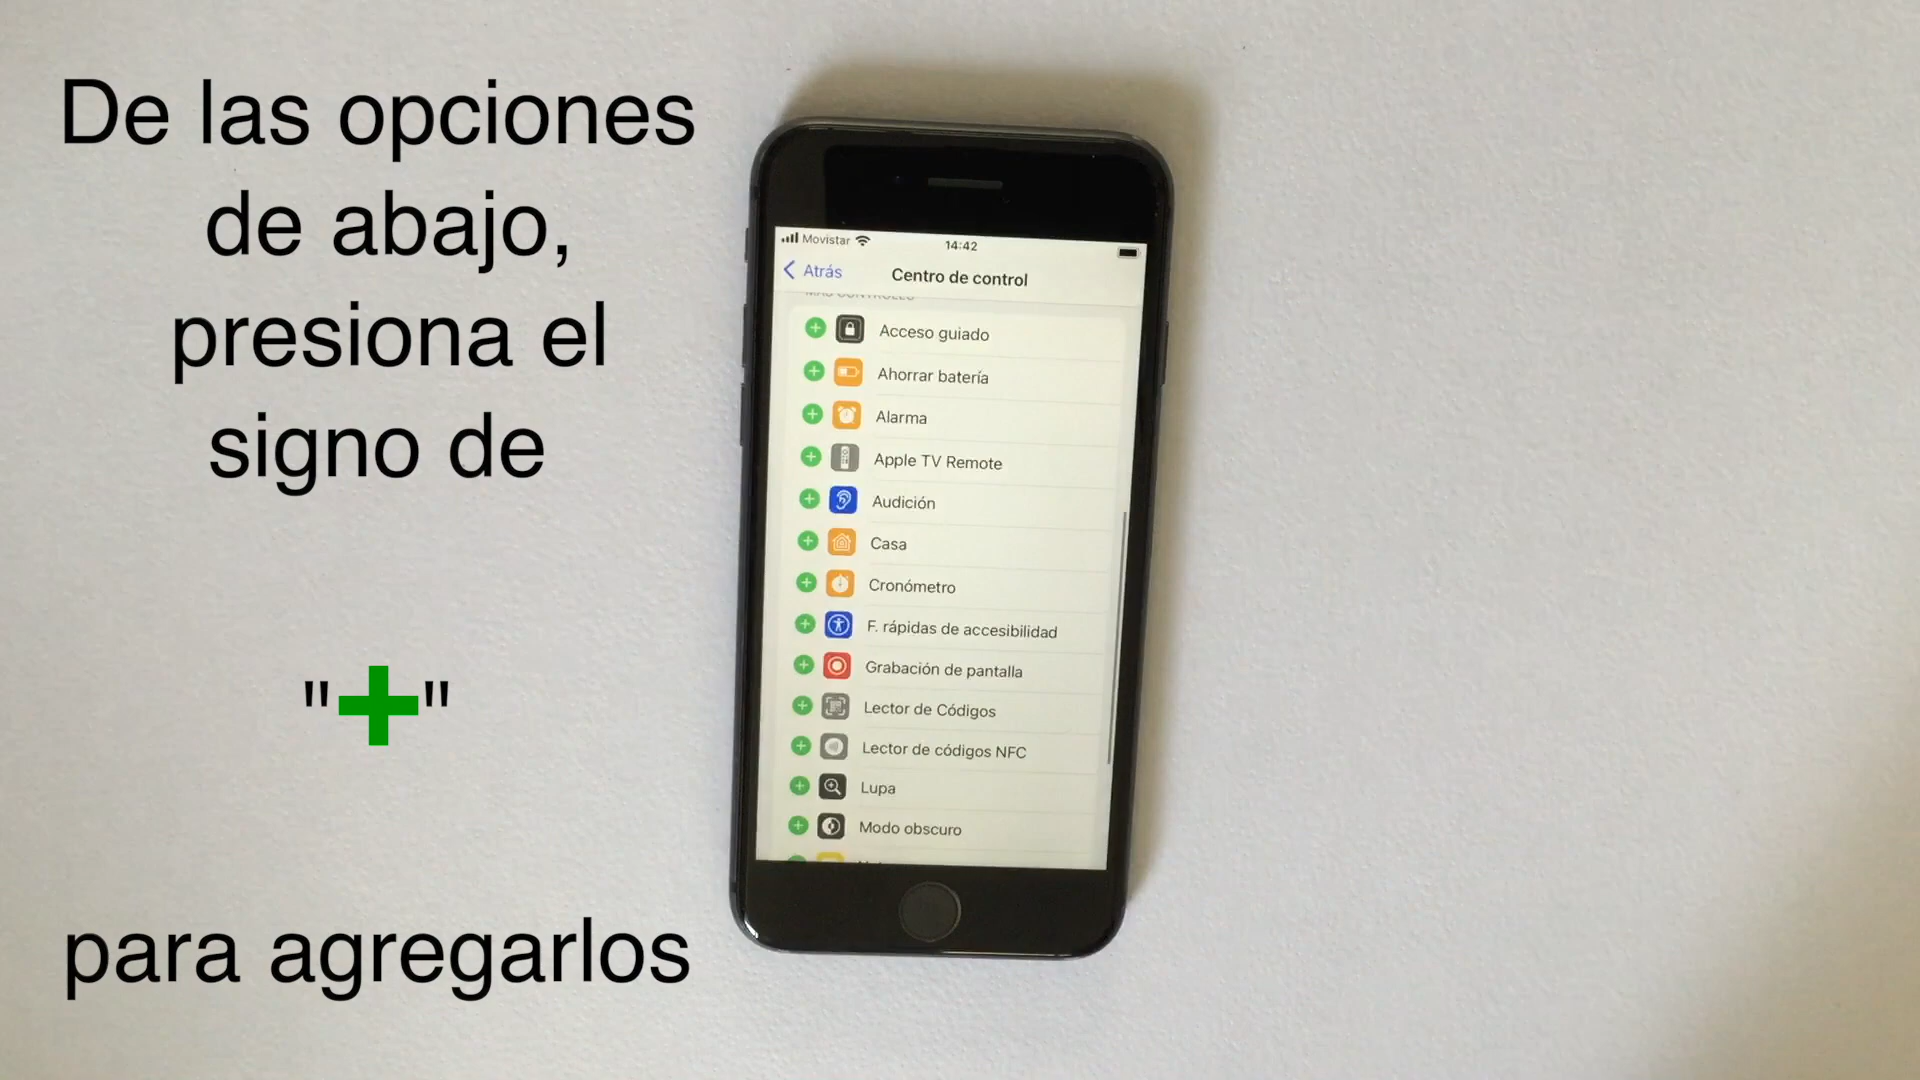 De las opciones
de abajo,
presiona el
signo de
"+"
para agregarlos
Movistar
14:42
Atrás
Centro de control
Acceso guiado
Ahorrar batería
Alarma
Apple TV Remote
Audición
Casa
Cronómetro
F. rápidas de accesibilidad
Grabación de pantalla
Lector de Códigos
Lector de códigos NFC
Lupa
Modo obscuro